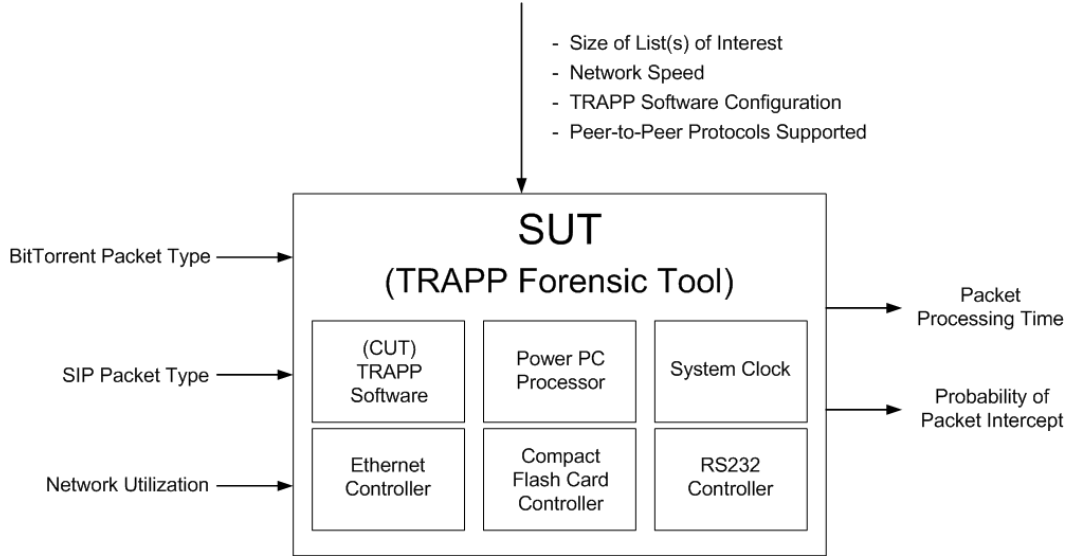 - Size of List(s) of Interest
- Network Speed
- TRAPP Software Configuration
- Peer-to-Peer Protocols Supported
SUT
(TRAPP Forensic Tool)
BitTorrent Packet Type
SIP Packet Type
Network Utilization
(CUT)
TRAPP
Software
Power PC
Processor
System Clock
Ethernet
Controller
Compact
Flash Card
Controller
RS232
Controller
Packet
Processing Time
Probability of
Packet Intercept